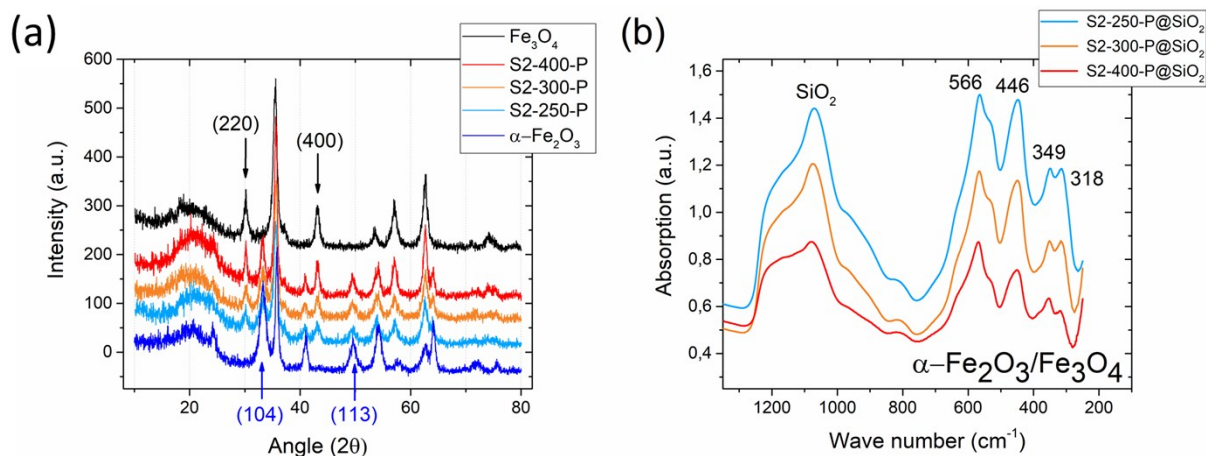 (a)
Fe₃O₄
S2-400-P
S2-300-P
S2-250-P
α–Fe₂O₃
600
500
400
300
200
100
0
Intensity (a.u.)
(220)
(400)
(104)
(113)
20
40
60
80
Angle (2θ)
(b)
S2-250-P@SiO₂
S2-300-P@SiO₂
S2-400-P@SiO₂
1,6
1,4
1,2
1,0
0,8
0,6
0,4
Absorption (a.u.)
SiO₂
566
446
349
318
α–Fe₂O₃/Fe₃O₄
1200
1000
800
600
400
200
Wave number (cm⁻¹)